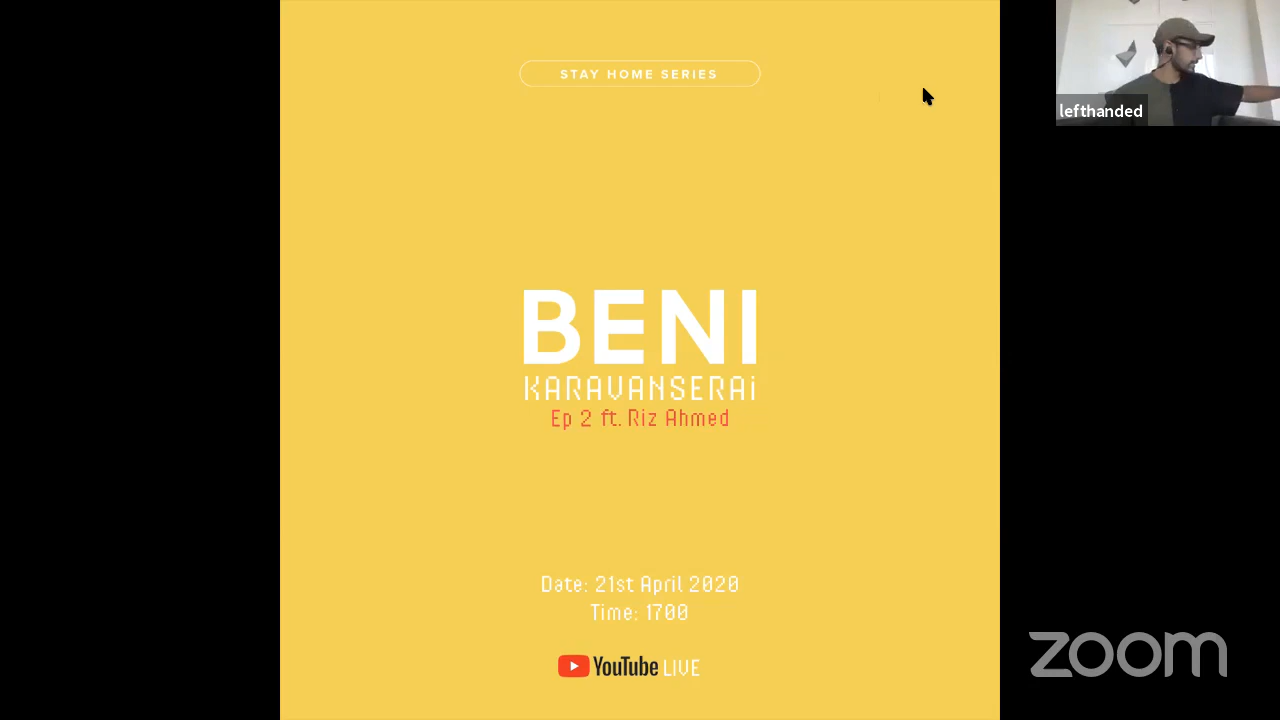 STAY HOME SERIES
lefthanded
BENI
KARAVANSERAi
Ep 2 ft. Riz Ahmed
Date: 21st April 2020
Time: 1700
YouTube LIVE
zoom